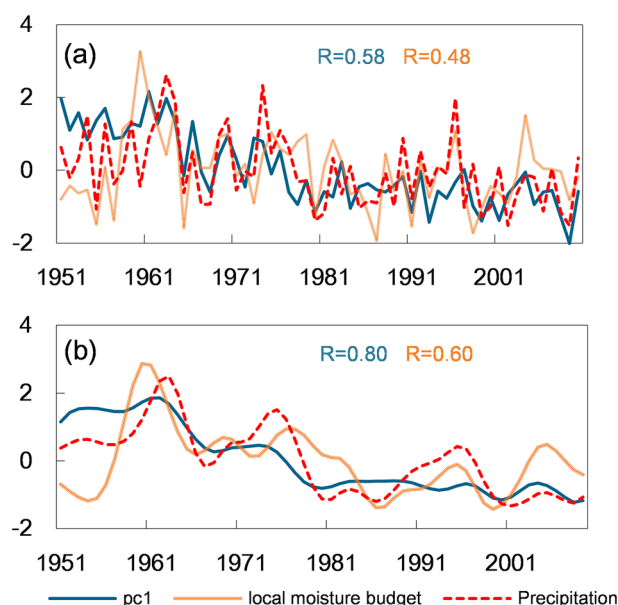 4
(a)
R=0.58 R=0.48
2
0
-2
1951 1961 1971 1981 1991 2001
4
(b)
R=0.80 R=0.60
2
0
-2
1951 1961 1971 1981 1991 2001
pc1 local moisture budget Precipitation